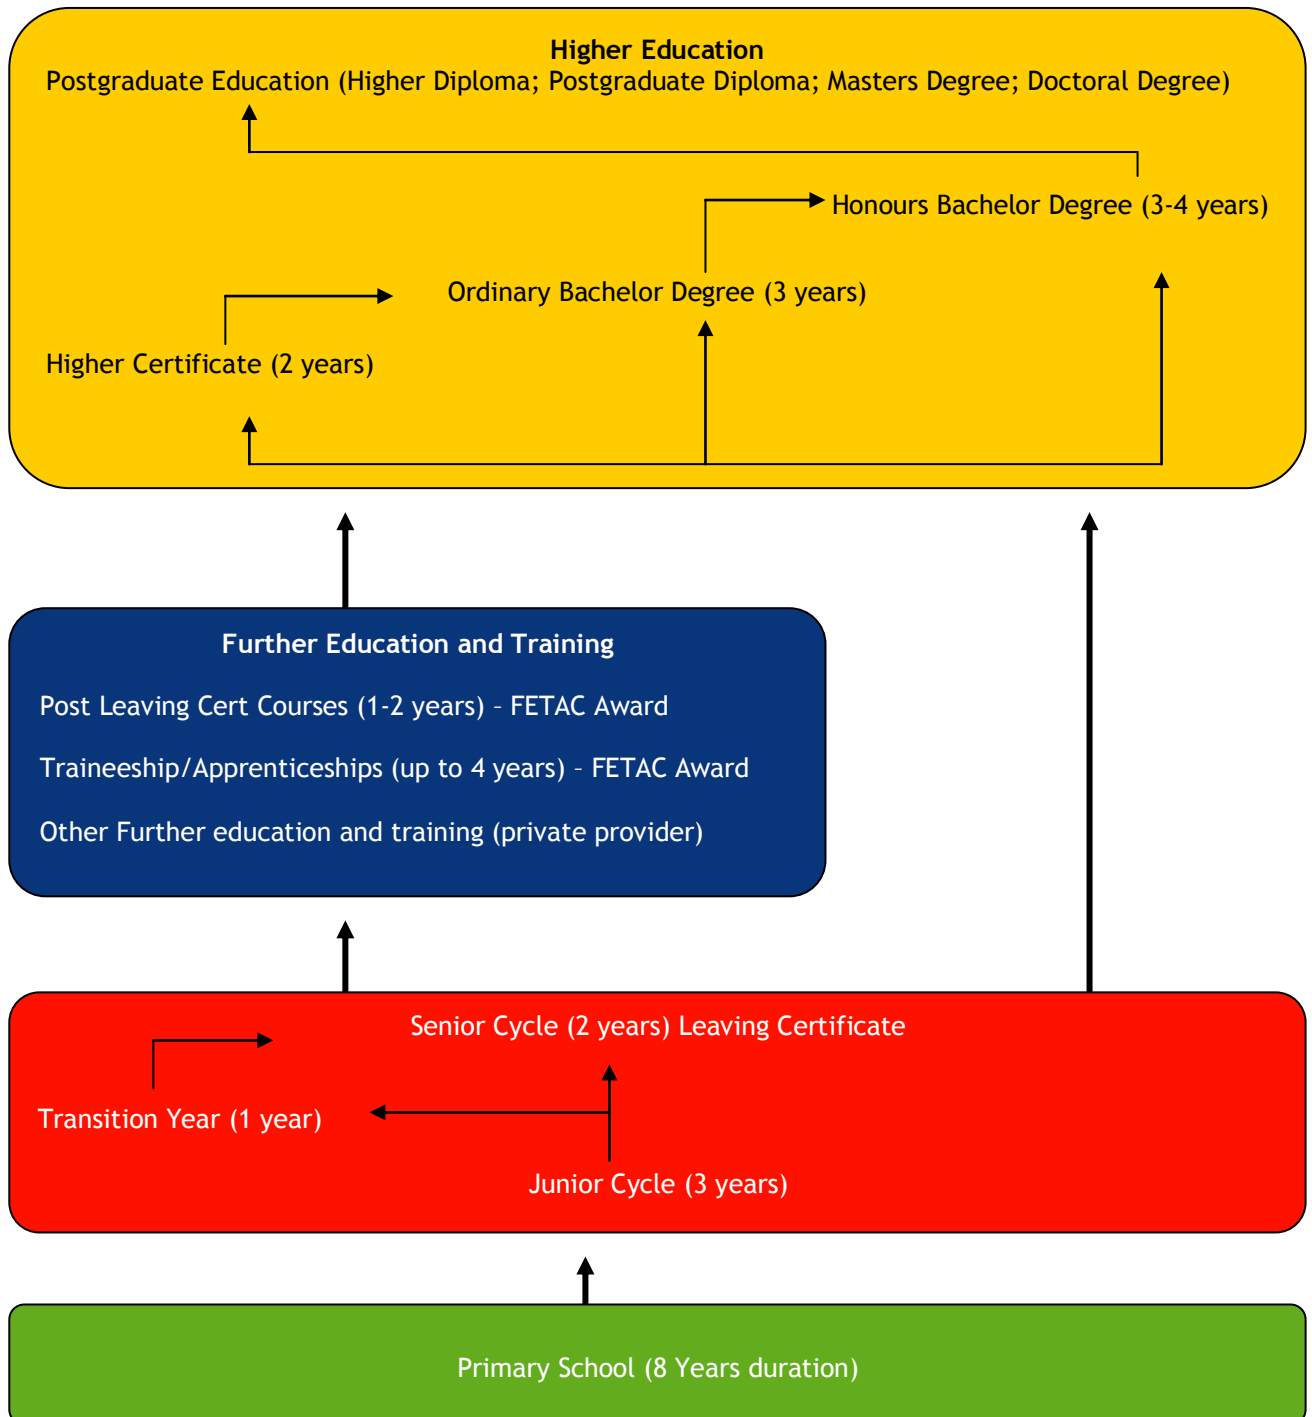 Higher Education
Postgraduate Education (Higher Diploma; Postgraduate Diploma; Masters Degree; Doctoral Degree)
Honours Bachelor Degree (3-4 years)
Ordinary Bachelor Degree (3 years)
Higher Certificate (2 years)
Further Education and Training
Post Leaving Cert Courses (1-2 years) – FETAC Award
Traineeship/Apprenticeships (up to 4 years) – FETAC Award
Other Further education and training (private provider)
Senior Cycle (2 years) Leaving Certificate
Transition Year (1 year)
Junior Cycle (3 years)
Primary School (8 Years duration)